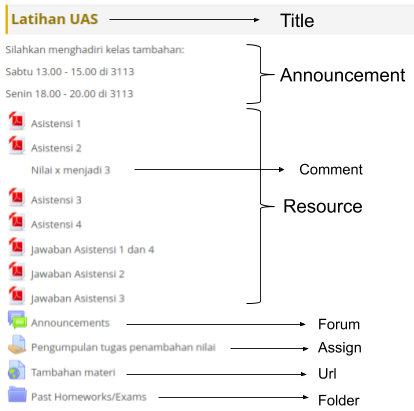 Latihan UAS Title
Silahkan menghadiri kelas tambahan:
Sabtu 13.00 - 15.00 di 3113
Announcement
Senin 18.00 - 20.00 di 3113
Asistensi 1
Asistensi 2
Nilai x menjadi 3 Comment
Asistensi 3
Resource
Asistensi 4
Jawaban Asistensi 1 dan 4
Jawaban Asistensi 2
Jawaban Asistensi 3
Announcements Forum
Pengumpulan tugas penambahan nilai Assign
Tambahan materi Url
Past Homeworks/Exams Folder